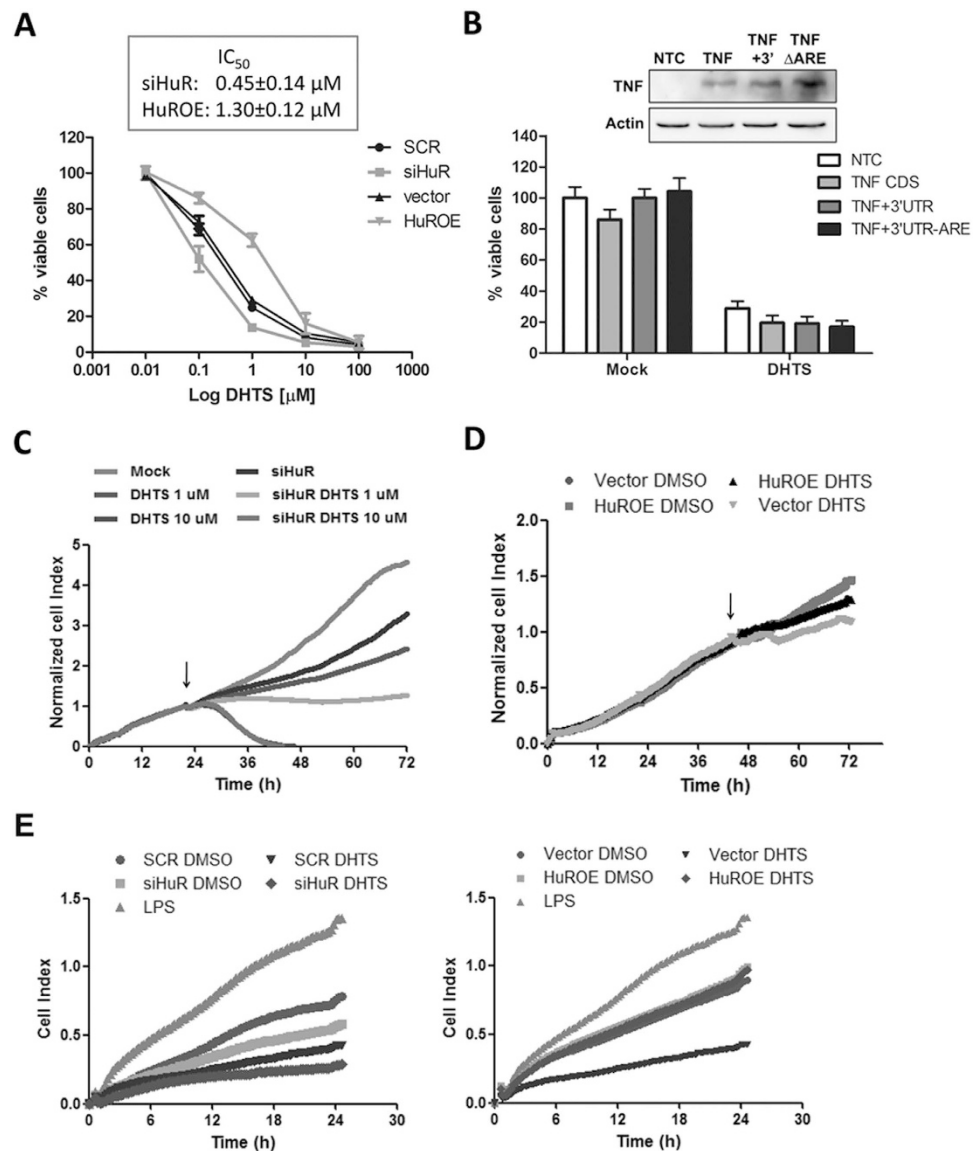 A
IC50
siHuR: 0.45±0.14 µM
HuROE: 1.30±0.12 µM
SCR
siHuR
vector
HuROE
% viable cells
120
100
80
60
40
20
0
0.001 0.01 0.1 1 10 100 1000
Log DHTS [µM]
B
NTC TNF TNF +3' TNF ΔARE
TNF
Actin
NTC
TNF CDS
TNF+3'UTR
TNF+3'UTR-ARE
% viable cells
140
120
100
80
60
40
20
0
Mock DHTS
C
Mock siHuR
DHTS 1 uM siHuR DHTS 1 uM
DHTS 10 uM siHuR DHTS 10 uM
Normalized cell Index
5
4
3
2
1
0
0 12 24 36 48 60 72
Time (h)
D
Vector DMSO HuROE DHTS
HuROE DMSO Vector DHTS
Normalized cell Index
2.0
1.5
1.0
0.5
0.0
0 12 24 36 48 60 72
Time (h)
E
SCR DMSO SCR DHTS
siHuR DMSO siHuR DHTS
LPS
Cell Index
1.5
1.0
0.5
0.0
0 6 12 18 24 30
Time (h)
Vector DMSO Vector DHTS
HuROE DMSO HuROE DHTS
LPS
Cell Index
1.5
1.0
0.5
0.0
0 6 12 18 24 30
Time (h)